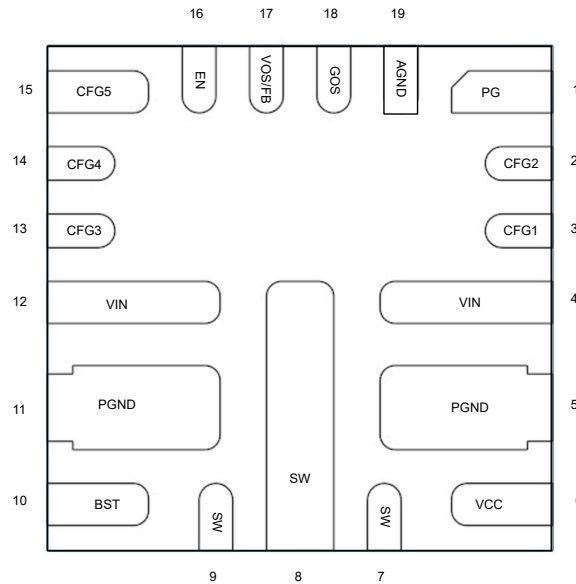 16 17 18 19
15 CFG5 EN VOS/FB GOS AGND PG 1
14 CFG4 CFG2 2
13 CFG3 CFG1 3
12 VIN VIN 4
11 PGND PGND 5
10 BST SW SW SW VCC
9 8 7